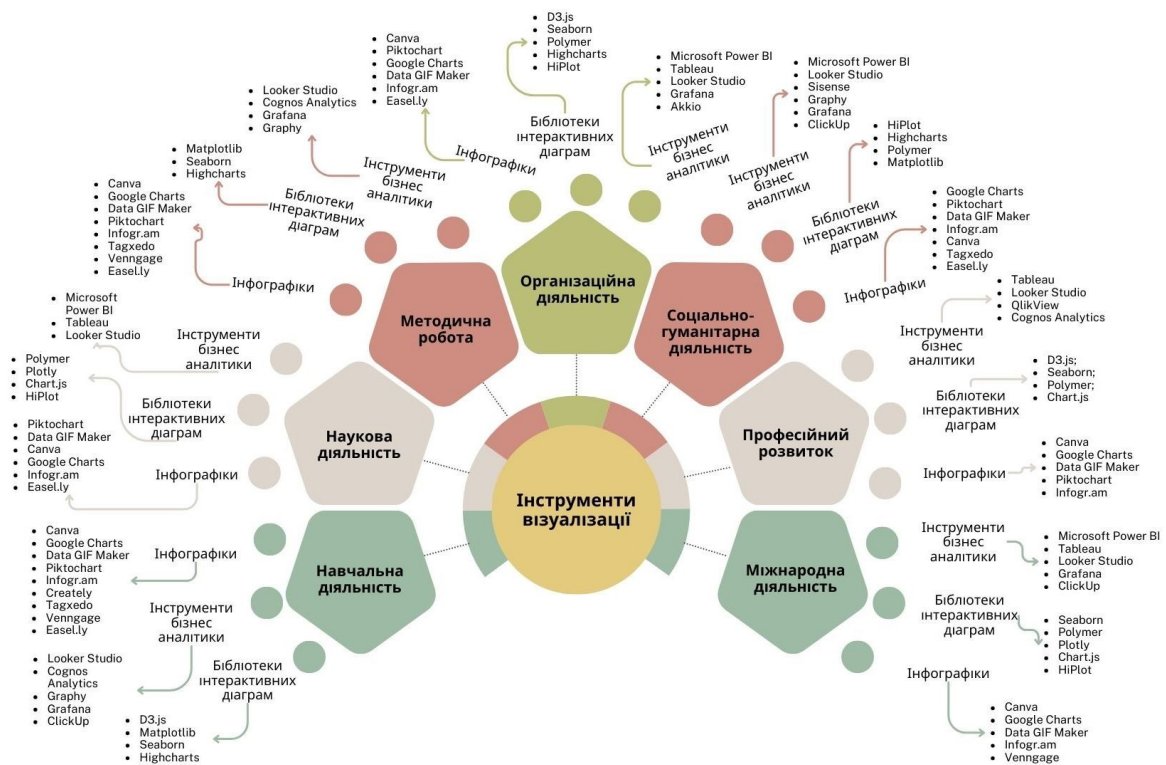 Інструменти
візуалізації
Навчальна
діяльність
Інфографіки
Canva
Google Charts
Data GIF Maker
Piktochart
Infogr.am
Creately
Tagxedo
Venngage
Easel.ly
Інструменти
бізнес
аналітики
Looker Studio
Cognos
Analytics
Graphy
Grafana
ClickUp
Бібліотеки
інтерактивних
діаграм
D3.js
Matplotlib
Seaborn
Highcharts
Наукова
діяльність
Інструменти
бізнес
аналітики
Microsoft
Power BI
Tableau
Looker Studio
Бібліотеки
інтерактивних
діаграм
Polymer
Plotly
Chart.js
HiPlot
Інфографіки
Piktochart
Data GIF Maker
Canva
Google Charts
Infogr.am
Easel.ly
Методична
робота
Інструменти
бізнес
аналітики
Looker Studio
Cognos Analytics
Grafana
Graphy
Бібліотеки
інтерактивних
діаграм
Matplotlib
Seaborn
Highcharts
Інфографіки
Canva
Google Charts
Data GIF Maker
Piktochart
Infogr.am
Tagxedo
Venngage
Easel.ly
Організаційна
діяльність
Інфографіки
Canva
Piktochart
Google Charts
Data GIF Maker
Infogr.am
Easel.ly
Бібліотеки
інтерактивних
діаграм
D3.js
Seaborn
Polymer
Highcharts
HiPlot
Інструменти
бізнес
аналітики
Microsoft Power BI
Tableau
Looker Studio
Grafana
Akkio
Соціально-
гуманітарна
діяльність
Інструменти
бізнес
аналітики
Microsoft Power BI
Looker Studio
Sisense
Graphy
Grafana
ClickUp
Бібліотеки
інтерактивних
діаграм
HiPlot
Highcharts
Polymer
Matplotlib
Інфографіки
Google Charts
Piktochart
Data GIF Maker
Infogr.am
Canva
Tagxedo
Easel.ly
Професійний
розвиток
Інструменти
бізнес
аналітики
Tableau
Looker Studio
QlikView
Cognos Analytics
Бібліотеки
інтерактивних
діаграм
D3.js;
Seaborn;
Polymer;
Chart.js
Інфографіки
Canva
Google Charts
Data GIF Maker
Piktochart
Infogr.am
Міжнародна
діяльність
Інструменти
бізнес
аналітики
Microsoft Power BI
Tableau
Looker Studio
Grafana
ClickUp
Бібліотеки
інтерактивних
діаграм
Seaborn
Polymer
Plotly
Chart.js
HiPlot
Інфографіки
Canva
Google Charts
Data GIF Maker
Infogr.am
Venngage